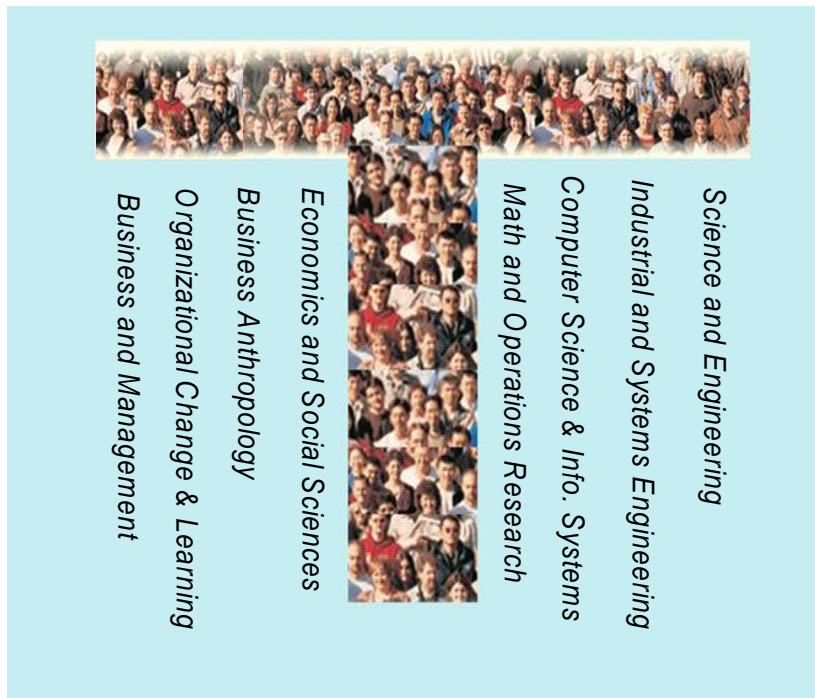 Business and Management
Organizational Change & Learning
Business Anthropology
Economics and Social Sciences
Math and Operations Research
Computer Science & Info. Systems
Industrial and Systems Engineering
Science and Engineering